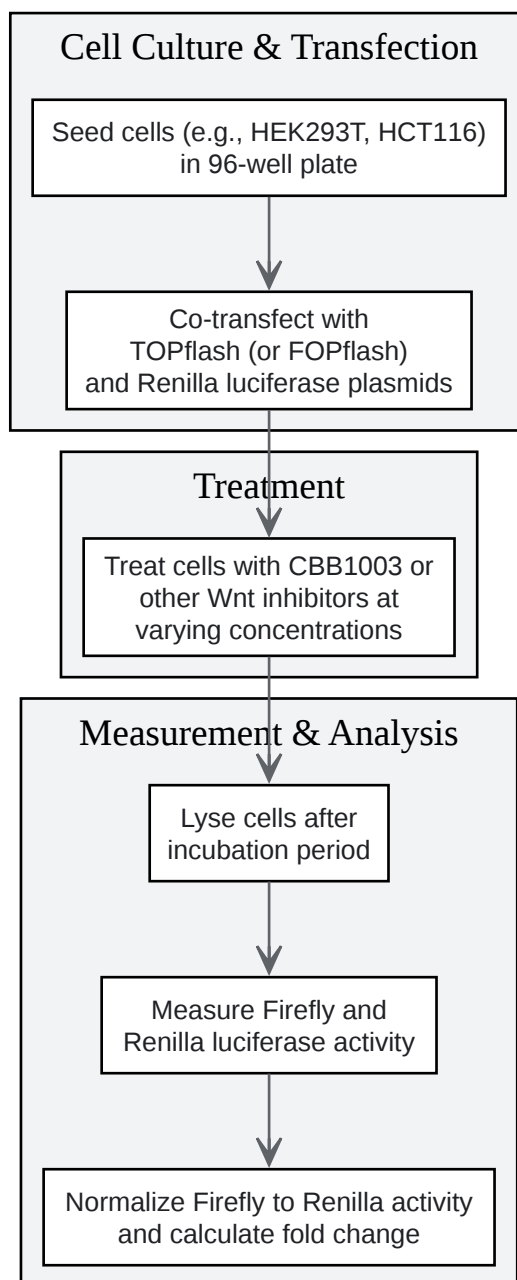 Cell Culture & Transfection
Seed cells (e.g., HEK293T, HCT116)
in 96-well plate
Co-transfect with
TOPflash (or FOPflash)
and Renilla luciferase plasmids
Treatment
Treat cells with CBB1003 or
other Wnt inhibitors at
varying concentrations
Measurement & Analysis
Lyse cells after
incubation period
Measure Firefly and
Renilla luciferase activity
Normalize Firefly to Renilla activity
and calculate fold change